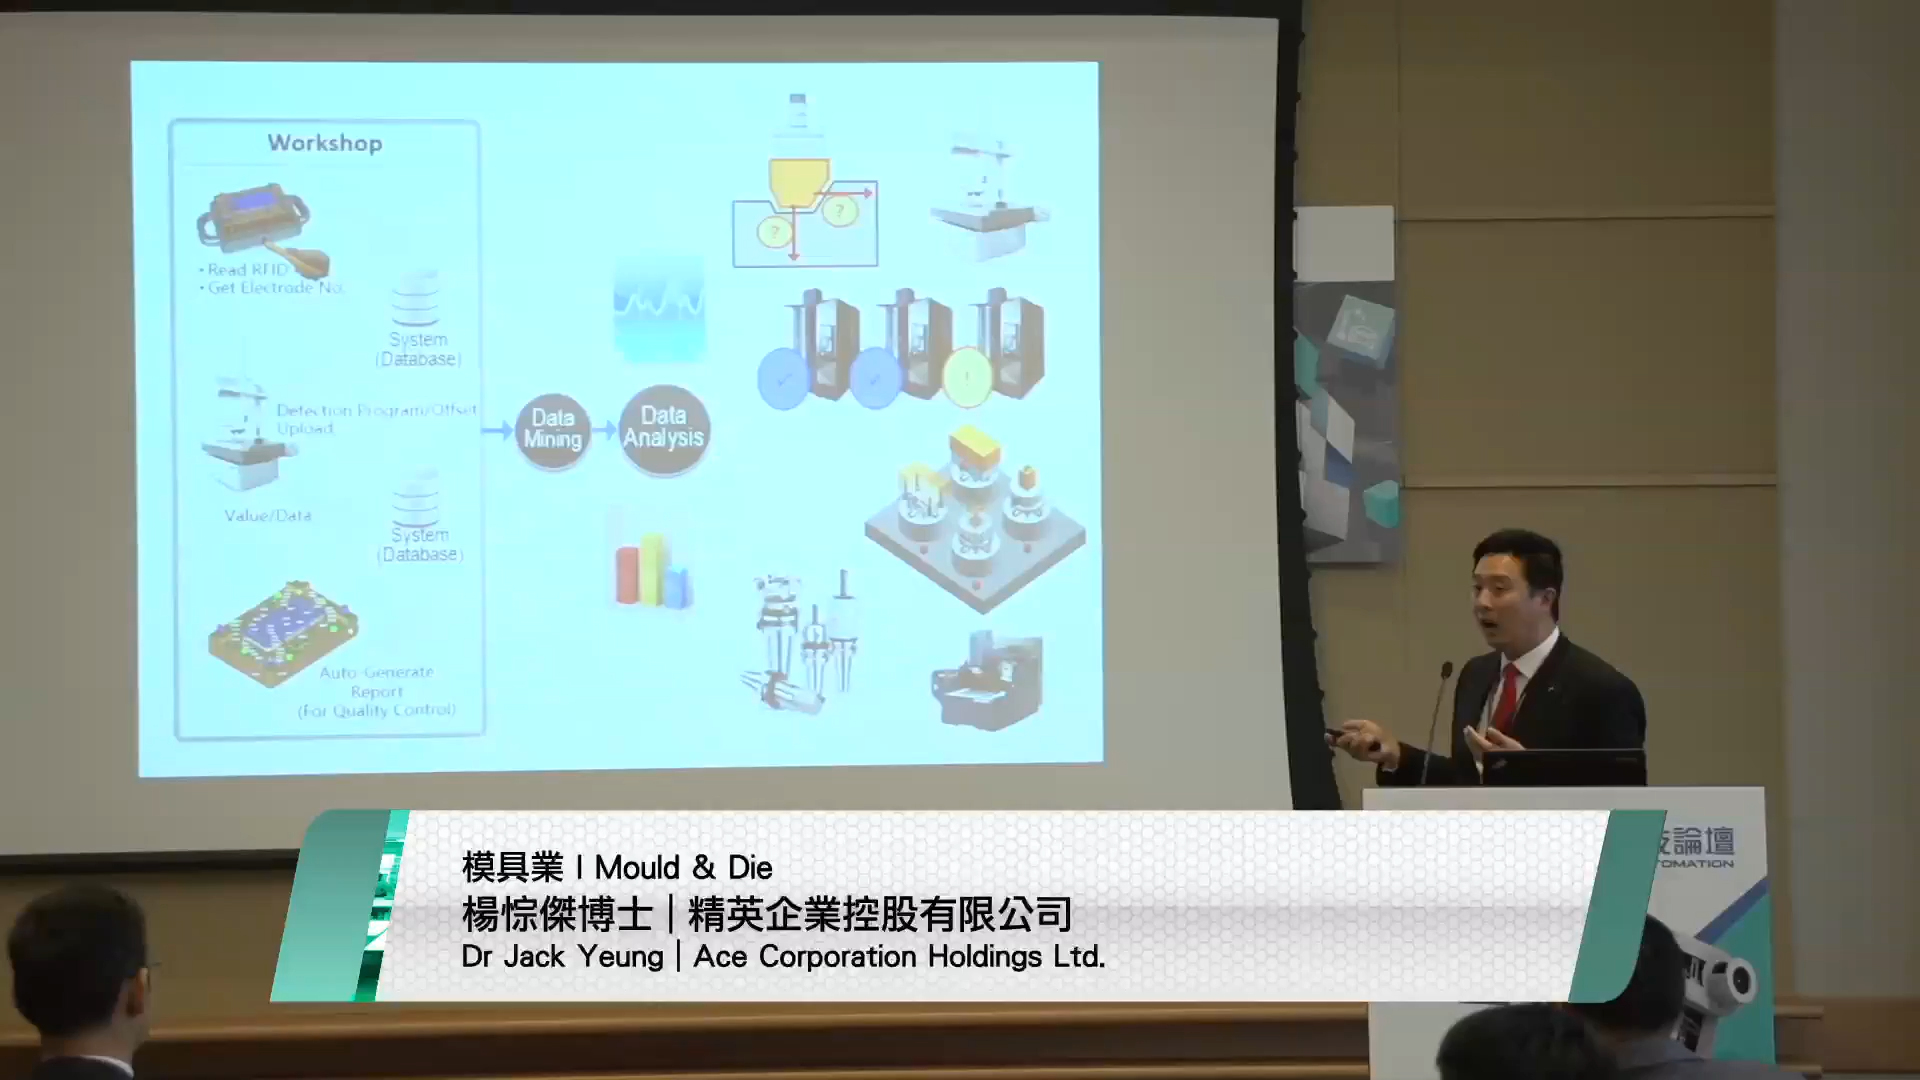 Workshop
• Read RFID
• Get Electrode No.
System
(Database)
Detection Program/Offset
Upload
Value/Data
System
(Database)
Auto-Generate
Report
(For Quality Control)
Data
Mining
Data
Analysis
?
?
!
論壇
OMATION
模具業 | Mould & Die
楊悰傑博士 | 精英企業控股有限公司
Dr Jack Yeung | Ace Corporation Holdings Ltd.